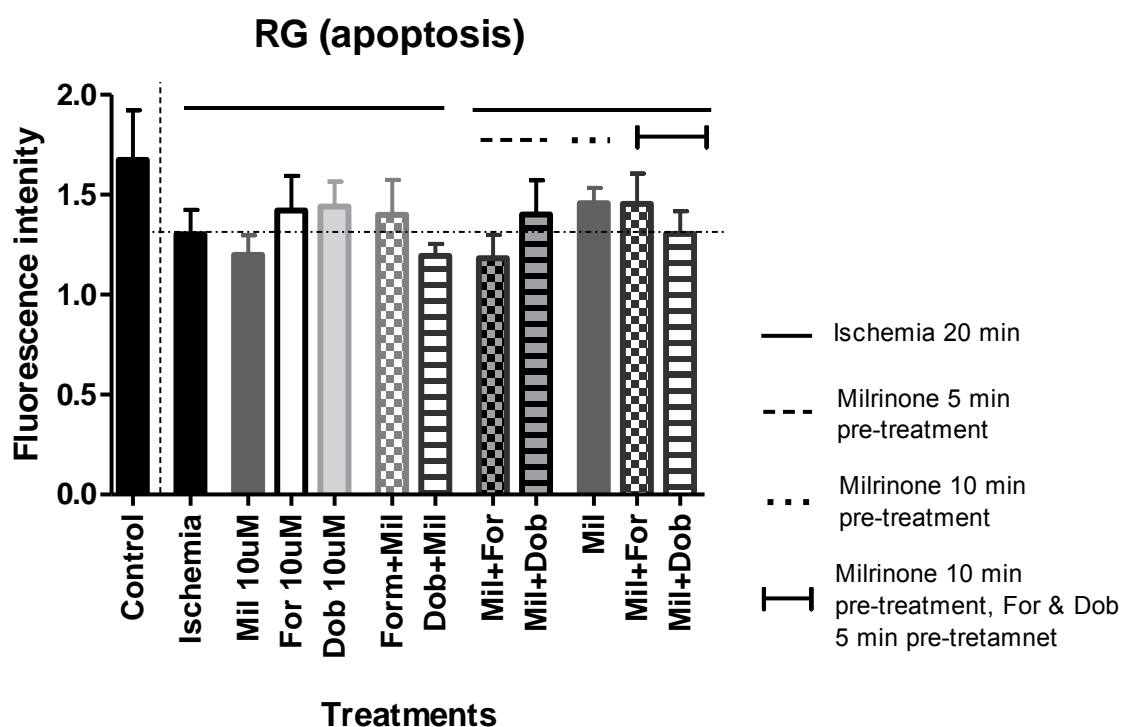 RG (apoptosis)
Fluorescence intenity
2.0
1.5
1.0
0.5
0.0
Control
Ischemia
Mil 10uM
For 10uM
Dob 10uM
Form+Mil
Dob+Mil
Mil+For
Mil+Dob
Mil
Mil+For
Mil+Dob
Treatments
Ischemia 20 min
Milrinone 5 min
pre-treatment
Milrinone 10 min
pre-treatment
Milrinone 10 min
pre-treatment, For & Dob
5 min pre-tretamnet